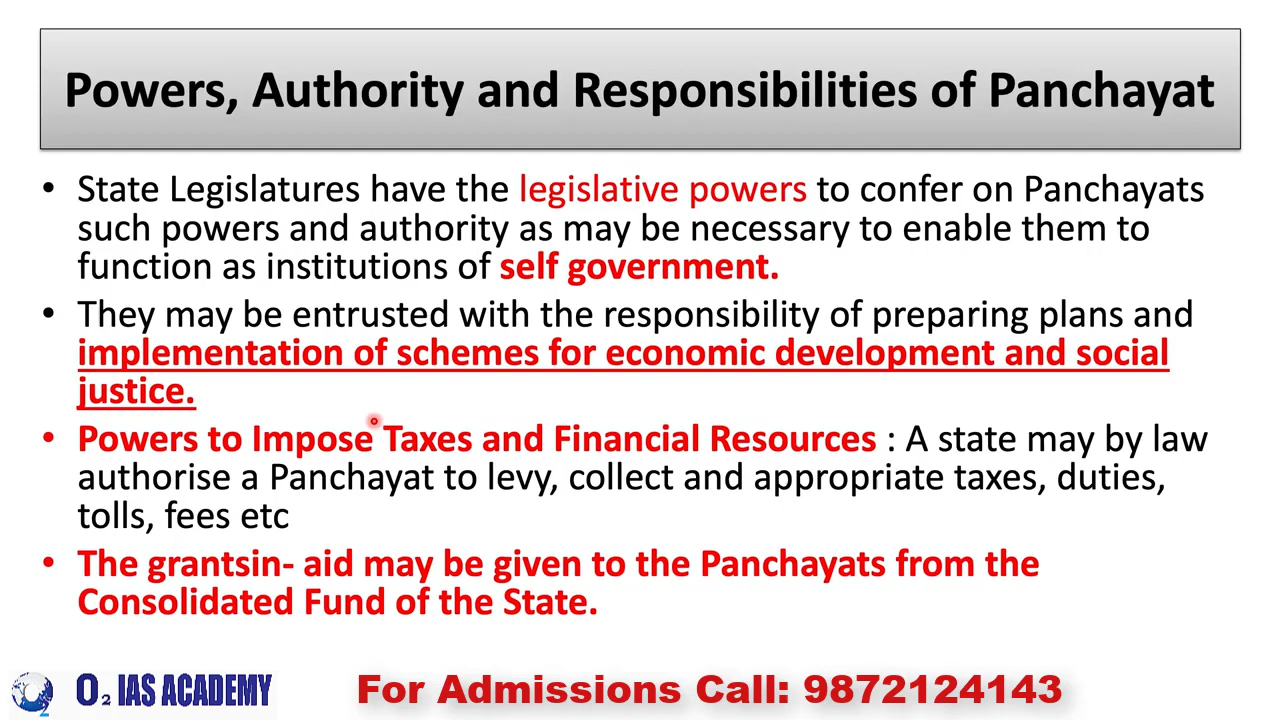 Powers, Authority and Responsibilities of Panchayat
• State Legislatures have the legislative powers to confer on Panchayats
such powers and authority as may be necessary to enable them to
function as institutions of self government.
• They may be entrusted with the responsibility of preparing plans and
implementation of schemes for economic development and social
justice.
• Powers to Impose Taxes and Financial Resources : A state may by law
authorise a Panchayat to levy, collect and appropriate taxes, duties,
tolls, fees etc
• The grantsin- aid may be given to the Panchayats from the
Consolidated Fund of the State.
O2 IAS ACADEMY
For Admissions Call: 9872124143